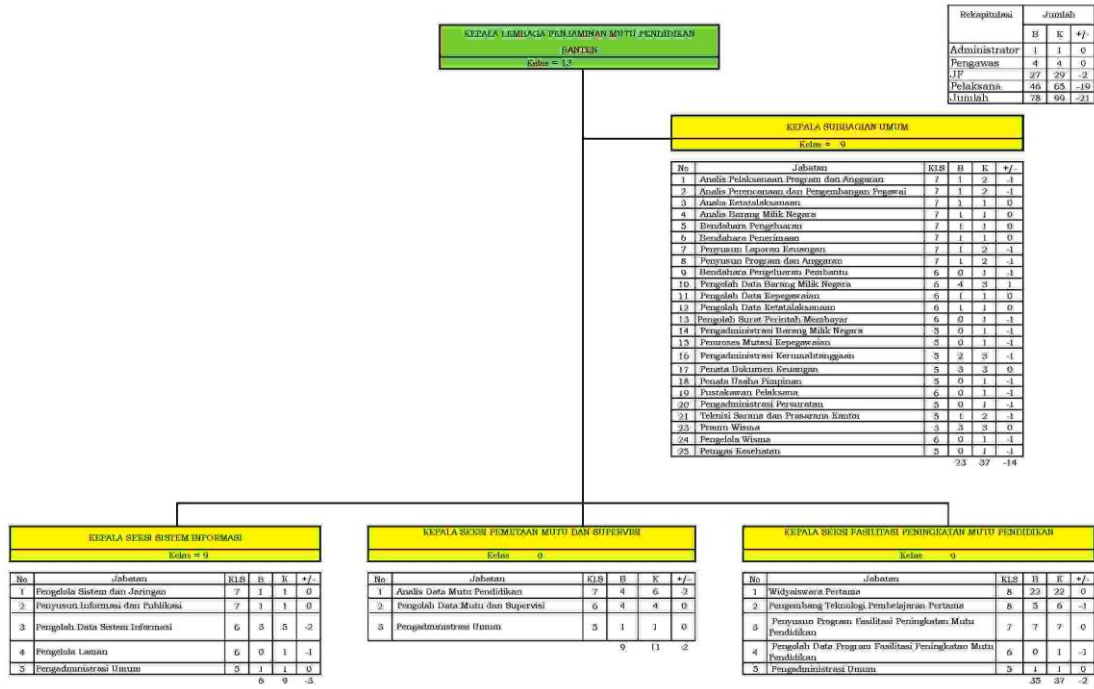 Rekapitulasi Jumlah
B K +/-
Administrator 1 1 0
Pengawas 4 4 0
JF 27 29 -2
Pelaksana 46 65 -19
Jumlah 78 99 -21
KEPALA LEMBAGA PENJAMINAN MUTU PENDIDIKAN
BANTEN
Kelas = 13
KEPALA SUBBAGIAN UMUM
Kelas = 9
No Jabatan KLS B K +/-
1 Analis Pelaksanaan Program dan Anggaran 7 1 2 -1
2 Analis Perencanaan dan Pengembangan Pegawai 7 1 2 -1
3 Analis Ketatalaksanaan 7 1 1 0
4 Analis Barang Milik Negara 7 1 1 0
5 Bendahara Pengeluaran 7 1 1 0
6 Bendahara Penerimaan 7 1 1 0
7 Penyusun Laporan Keuangan 7 1 2 -1
8 Penyusun Program dan Anggaran 7 1 2 -1
9 Bendahara Pengeluaran Pembantu 6 0 1 -1
10 Pengolah Data Barang Milik Negara 6 4 3 1
11 Pengolah Data Kepegawaian 6 1 1 0
12 Pengolah Data Ketatalaksanaan 6 1 1 0
13 Pengolah Surat Perintah Membayar 6 0 1 -1
14 Pengadministrasi Barang Milik Negara 5 0 1 -1
15 Pemroses Mutasi Kepegawaian 5 0 1 -1
16 Pengadministrasi Kerumahtanggaan 5 2 3 -1
17 Penata Dokumen Keuangan 5 3 3 0
18 Penata Usaha Pimpinan 5 0 1 -1
19 Pustakawan Pelaksana 6 0 1 -1
20 Pengadministrasi Persuratan 5 0 1 -1
21 Teknisi Sarana dan Prasarana Kantor 5 1 2 -1
23 Pramu Wisma 3 3 3 0
24 Pengelola Wisma 6 0 1 -1
25 Petugas Kesehatan 5 0 1 -1
23 37 -14
KEPALA SEKSI SISTEM INFORMASI
Kelas = 9
No Jabatan KLS B K +/-
1 Pengelola Sistem dan Jaringan 7 1 1 0
2 Penyusun Informasi dan Publikasi 7 1 1 0
3 Pengolah Data Sistem Informasi 6 3 5 -2
4 Pengelola Laman 6 0 1 -1
5 Pengadministrasi Umum 5 1 1 0
6 9 -3
KEPALA SEKSI PEMETAAN MUTU DAN SUPERVISI
Kelas 9
No Jabatan KLS B K +/-
1 Analis Data Mutu Pendidikan 7 4 6 -2
2 Pengolah Data Mutu dan Supervisi 6 4 4 0
3 Pengadministrasi Umum 5 1 1 0
9 11 -2
KEPALA SEKSI FASILITASI PENINGKATAN MUTU PENDIDIKAN
Kelas 9
No Jabatan KLS B K +/-
1 Widyaiswara Pertama 8 22 22 0
2 Pengembang Teknologi Pembelajaran Pertama 8 5 6 -1
3 Penyusun Program Fasilitasi Peningkatan Mutu Pendidikan 7 7 7 0
4 Pengolah Data Program Fasilitasi Peningkatan Mutu Pendidikan 6 0 1 -1
5 Pengadministrasi Umum 5 1 1 0
35 37 -2